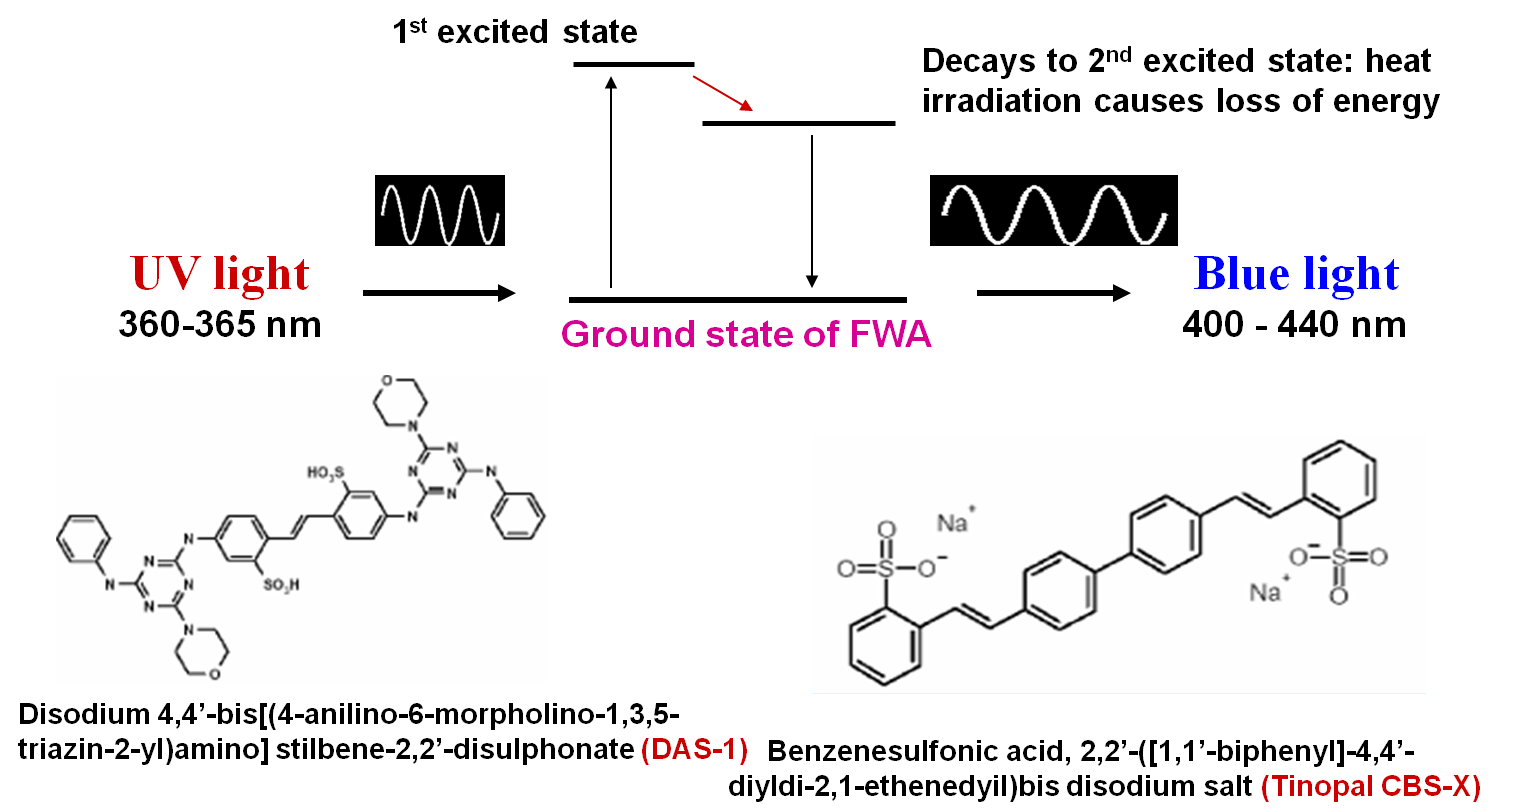 1st excited state
Decays to 2nd excited state: heat
irradiation causes loss of energy
UV light
360-365 nm
Blue light
400 - 440 nm
Ground state of FWA
O
N
N
N
N
N
HO3S
N
N
SO3H
N
N
N
N
N
N
O
Na+
O
O=S–O−
O
Na+
O−–S=O
O
Disodium 4,4’-bis[(4-anilino-6-morpholino-1,3,5-
triazin-2-yl)amino] stilbene-2,2’-disulphonate (DAS-1)
Benzenesulfonic acid, 2,2’-([1,1’-biphenyl]-4,4’-
diyldi-2,1-ethenedyil)bis disodium salt (Tinopal CBS-X)